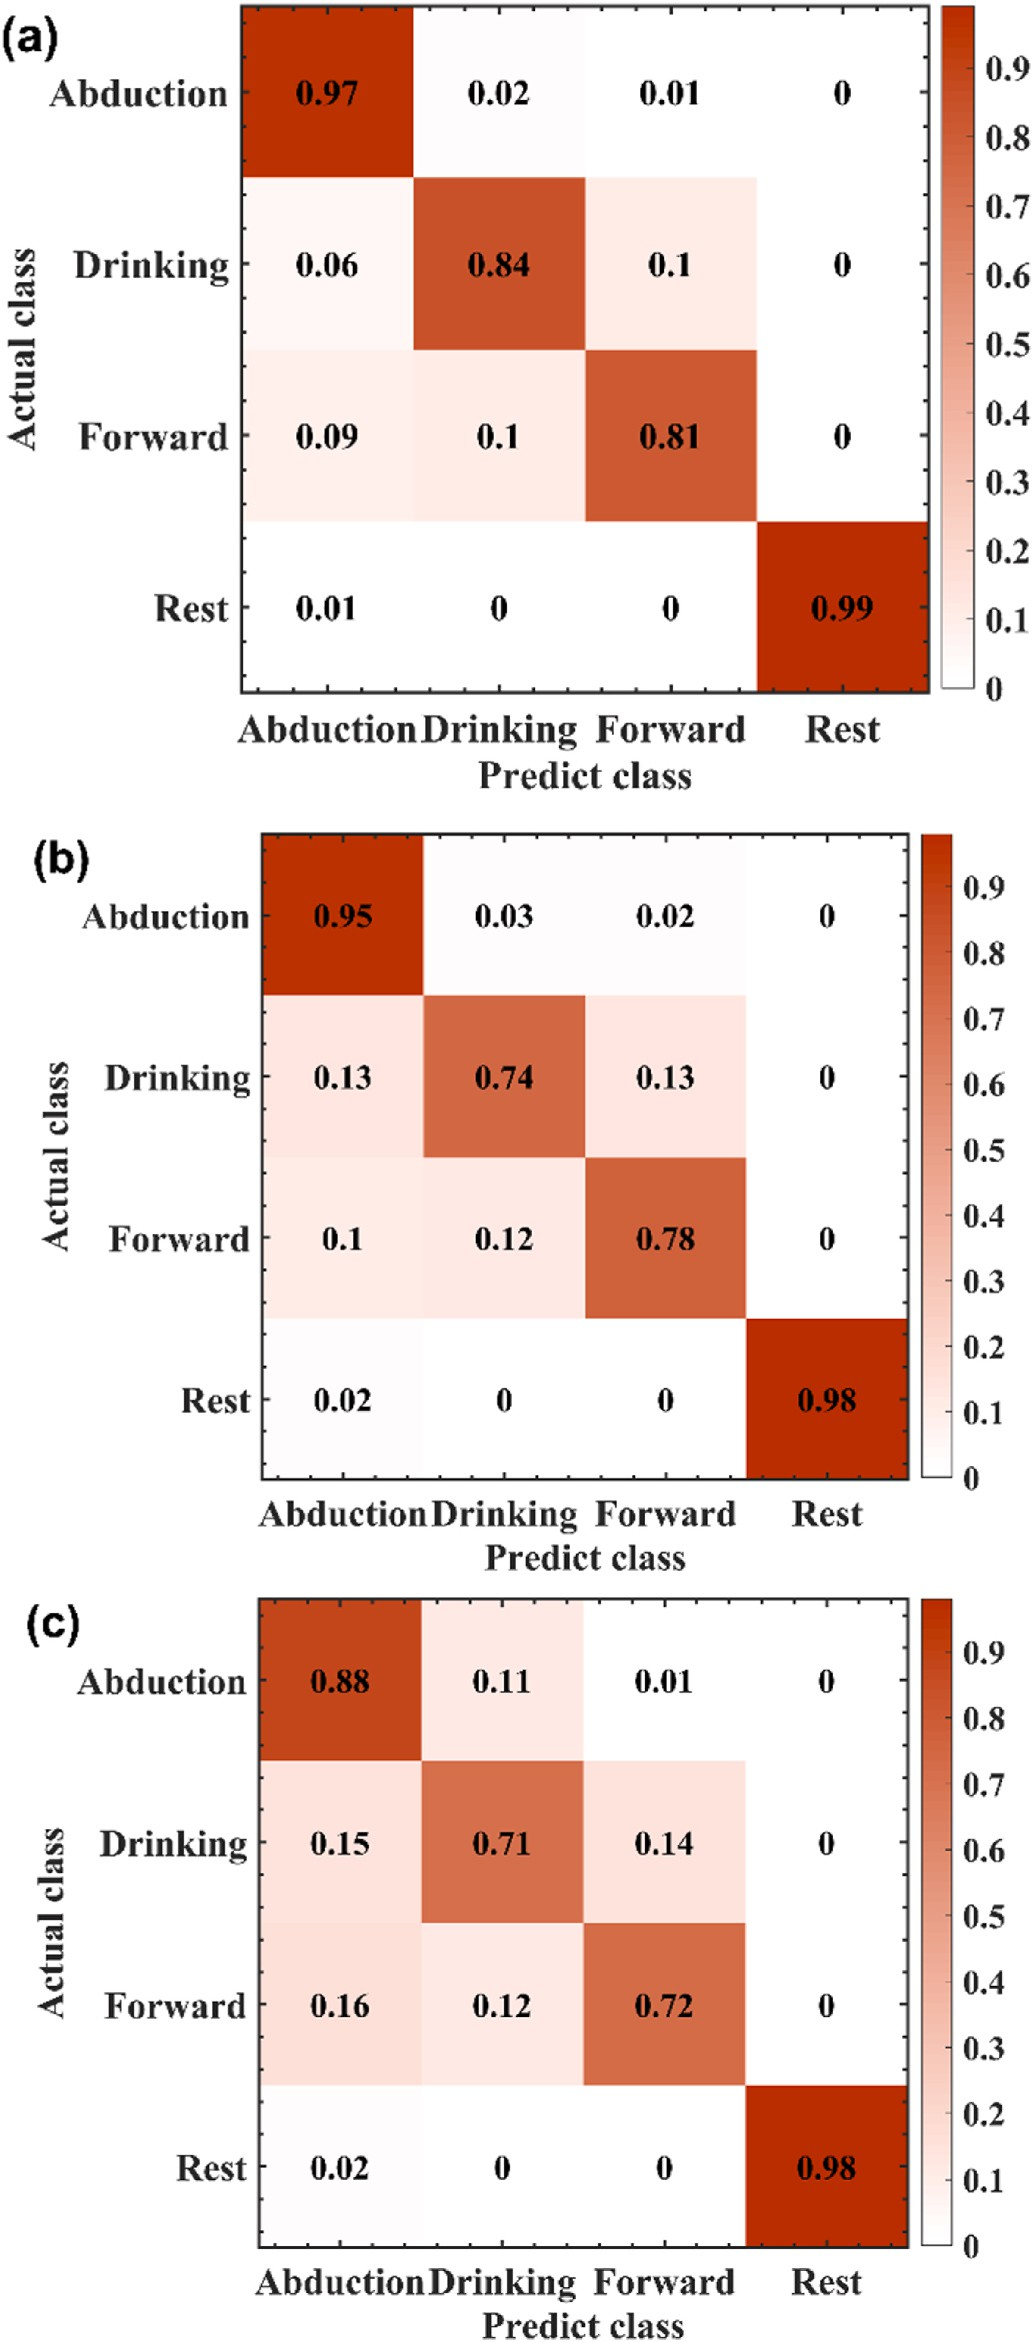 (a)
Abduction 0.97 0.02 0.01 0
Drinking 0.06 0.84 0.1 0
Forward 0.09 0.1 0.81 0
Rest 0.01 0 0 0.99
Abduction Drinking Forward Rest
Predict class
Actual class
0.9
0.8
0.7
0.6
0.5
0.4
0.3
0.2
0.1
0
(b)
Abduction 0.95 0.03 0.02 0
Drinking 0.13 0.74 0.13 0
Forward 0.1 0.12 0.78 0
Rest 0.02 0 0 0.98
Abduction Drinking Forward Rest
Predict class
Actual class
0.9
0.8
0.7
0.6
0.5
0.4
0.3
0.2
0.1
0
(c)
Abduction 0.88 0.11 0.01 0
Drinking 0.15 0.71 0.14 0
Forward 0.16 0.12 0.72 0
Rest 0.02 0 0 0.98
Abduction Drinking Forward Rest
Predict class
Actual class
0.9
0.8
0.7
0.6
0.5
0.4
0.3
0.2
0.1
0